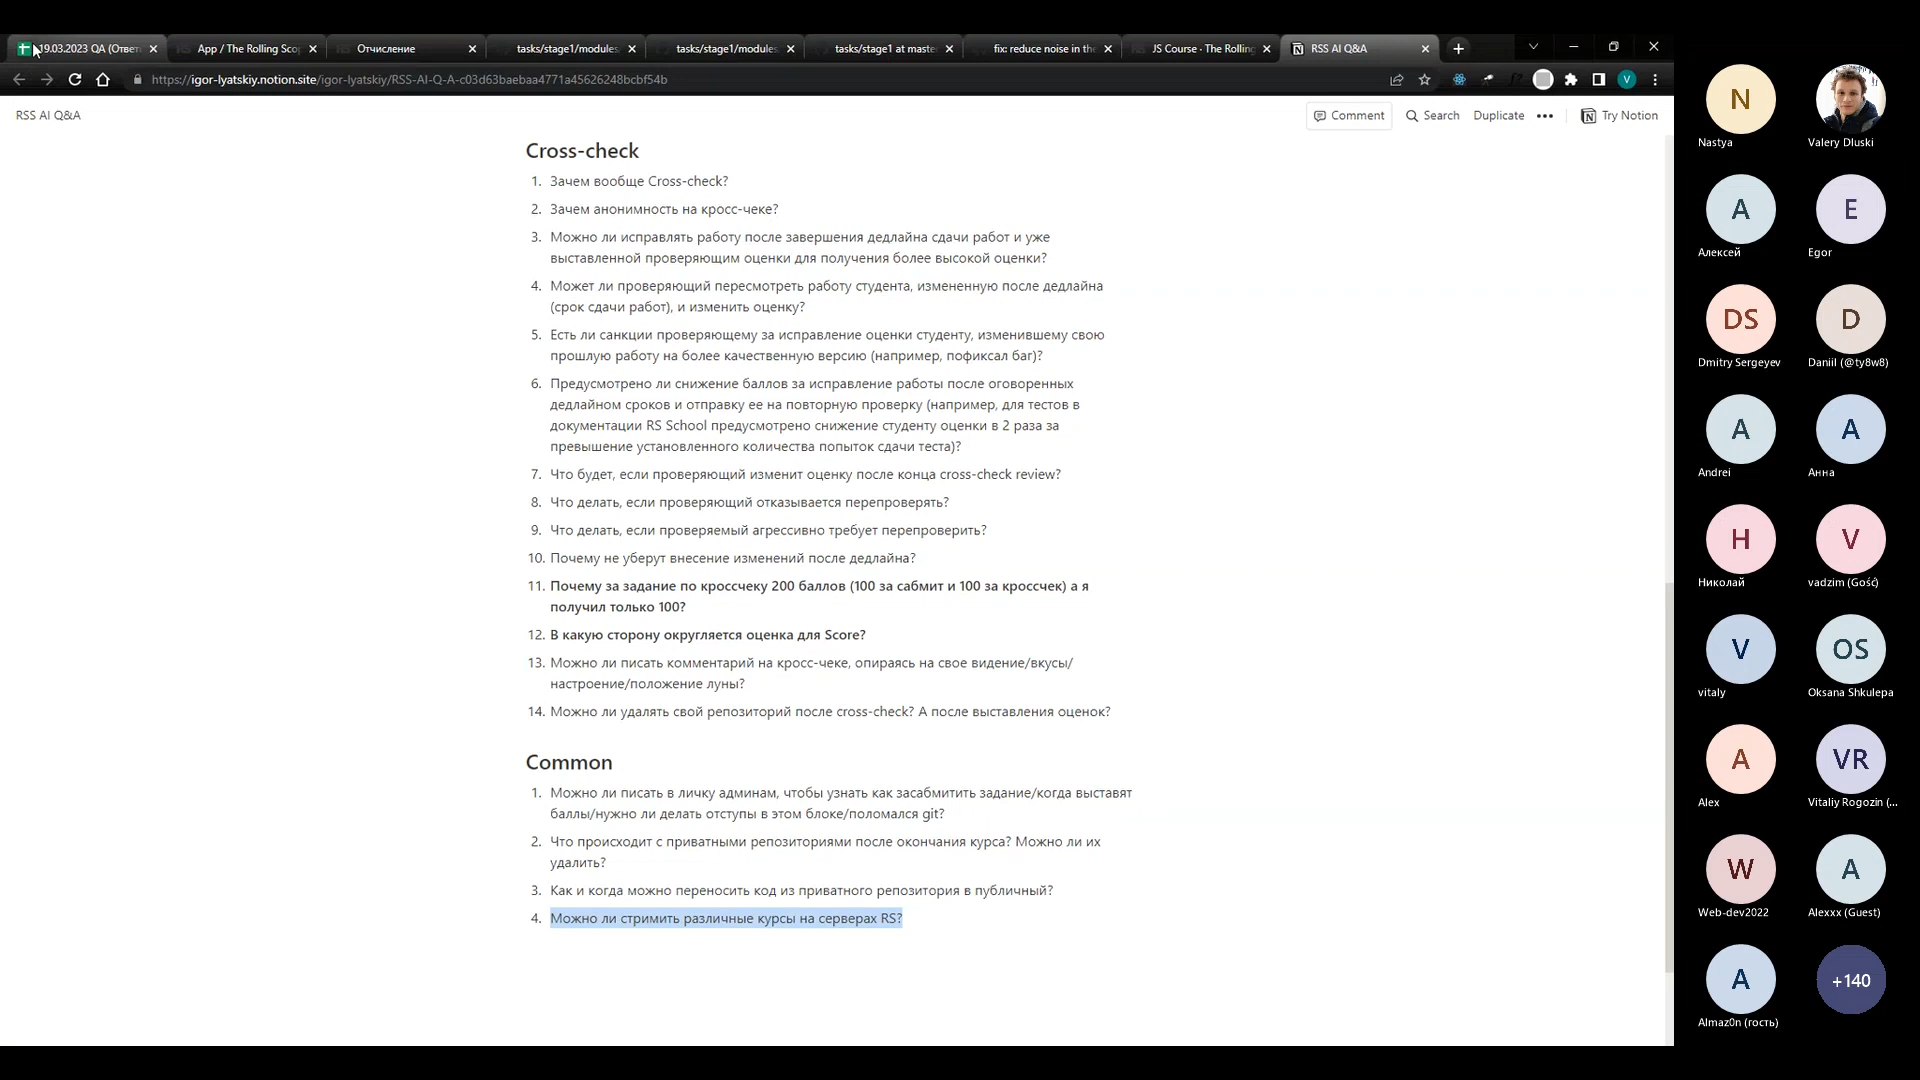 19.03.2023 QA (Ответ
App / The Rolling Sco
Отчисление
tasks/stage1/modules
tasks/stage1/modules
tasks/stage1 at maste
fix: reduce noise in th
JS Course · The Rolling
RSS AI Q&A
https://igor-lyatskiy.notion.site/igor-lyatskiy/RSS-AI-Q-A-c03d63baebaa4771a45626248bcbf54b
V
RSS AI Q&A
Comment
Search
Duplicate
Try Notion
Cross-check
1. Зачем вообще Cross-check?
2. Зачем анонимность на кросс-чеке?
3. Можно ли исправлять работу после завершения дедлайна сдачи работ и уже
выставленной проверяющим оценки для получения более высокой оценки?
4. Может ли проверяющий пересмотреть работу студента, измененную после дедлайна
(срок сдачи работ), и изменить оценку?
5. Есть ли санкции проверяющему за исправление оценки студенту, изменившему свою
прошлую работу на более качественную версию (например, пофиксал баг)?
6. Предусмотрено ли снижение баллов за исправление работы после оговоренных
дедлайном сроков и отправку ее на повторную проверку (например, для тестов в
документации RS School предусмотрено снижение студенту оценки в 2 раза за
превышение установленного количества попыток сдачи теста)?
7. Что будет, если проверяющий изменит оценку после конца cross-check review?
8. Что делать, если проверяющий отказывается перепроверять?
9. Что делать, если проверяемый агрессивно требует перепроверить?
10. Почему не уберут внесение изменений после дедлайна?
11. Почему за задание по кроссчеку 200 баллов (100 за сабмит и 100 за кроссчек) а я
получил только 100?
12. В какую сторону округляется оценка для Score?
13. Можно ли писать комментарий на кросс-чеке, опираясь на свое видение/вкусы/
настроение/положение луны?
14. Можно ли удалять свой репозиторий после cross-check? А после выставления оценок?
Common
1. Можно ли писать в личку админам, чтобы узнать как засабмитить задание/когда выставят
баллы/нужно ли делать отступы в этом блоке/поломался git?
2. Что происходит с приватными репозиториями после окончания курса? Можно ли их
удалить?
3. Как и когда можно переносить код из приватного репозитория в публичный?
4. Можно ли стримить различные курсы на серверах RS?
N
Nastya
Valery Dluski
A
Алексей
E
Egor
DS
Dmitry Sergeyev
D
Daniil (@ty8w8)
A
Andrei
А
Анна
Н
Николай
V
vadzim (Gość)
V
vitaly
OS
Oksana Shkulepa
A
Alex
VR
Vitaliy Rogozin (...
W
Web-dev2022
A
Alexxx (Guest)
A
Almaz0n (гость)
+140